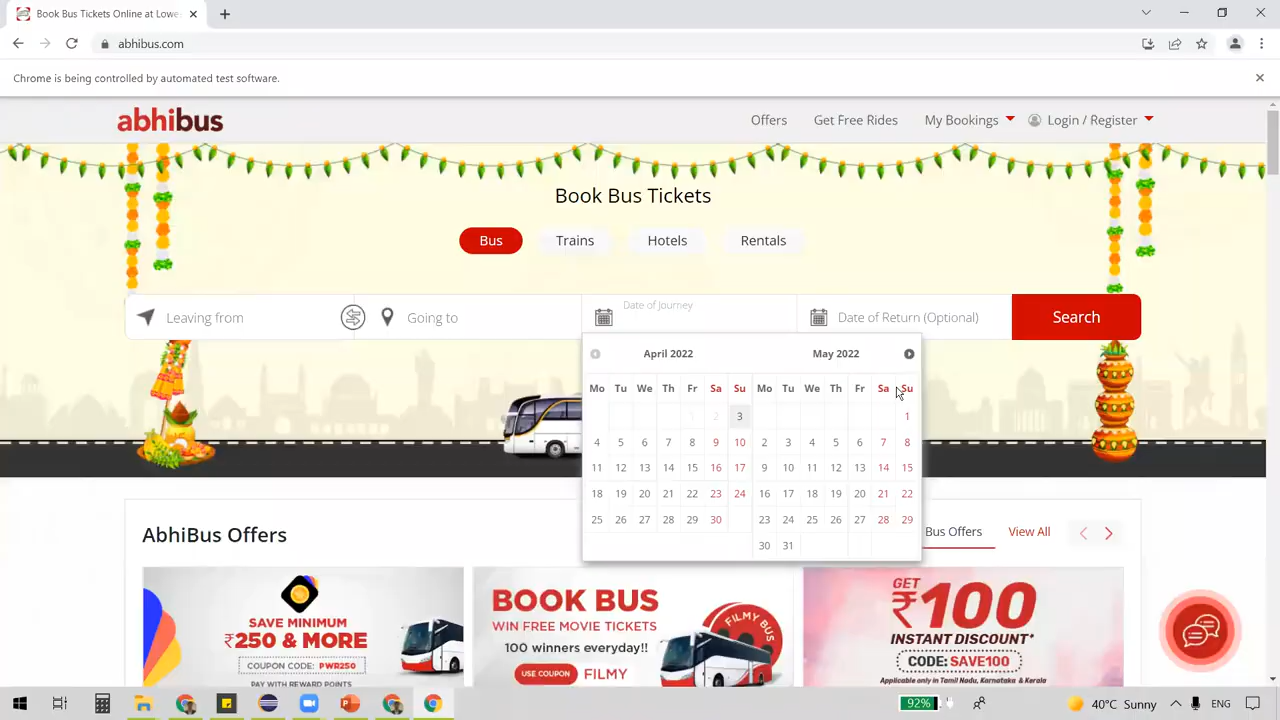 Book Bus Tickets Online at Lowe
abhibus.com
Chrome is being controlled by automated test software.
abhibus
Offers
Get Free Rides
My Bookings
Login / Register
Book Bus Tickets
Bus
Trains
Hotels
Rentals
Leaving from
Going to
Date of Journey
Date of Return (Optional)
Search
April 2022
May 2022
Mo Tu We Th Fr Sa Su Mo Tu We Th Fr Sa Su
1 2 3 1
4 5 6 7 8 9 10 2 3 4 5 6 7 8
11 12 13 14 15 16 17 9 10 11 12 13 14 15
18 19 20 21 22 23 24 16 17 18 19 20 21 22
25 26 27 28 29 30 23 24 25 26 27 28 29
30 31
AbhiBus Offers
Bus Offers
View All
SAVE MINIMUM
₹250 & MORE
COUPON CODE: PWR250
PAY WITH REWARD POINTS
BOOK BUS
WIN FREE MOVIE TICKETS
100 winners everyday!
USE COUPON FILMY
FILMY BUS
GET
₹100
INSTANT DISCOUNT*
CODE: SAVE100
Applicable only in Tamil Nadu, Karnataka & Kerala
92%
40°C Sunny
ENG